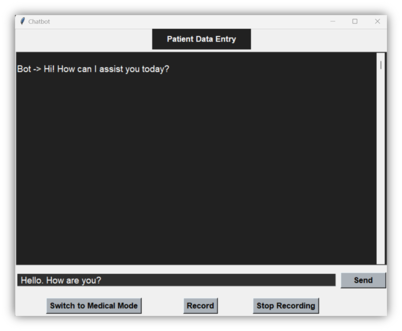 Chatbot
Patient Data Entry
Bot -> Hi! How can I assist you today?
Hello. How are you?
Send
Switch to Medical Mode
Record
Stop Recording